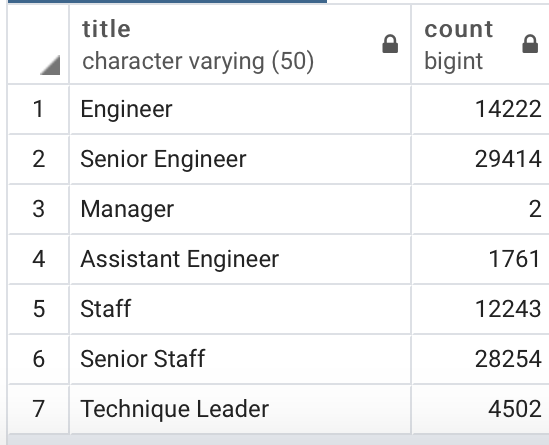 title count
character varying (50) bigint
1 Engineer 14222
2 Senior Engineer 29414
3 Manager 2
4 Assistant Engineer 1761
5 Staff 12243
6 Senior Staff 28254
7 Technique Leader 4502